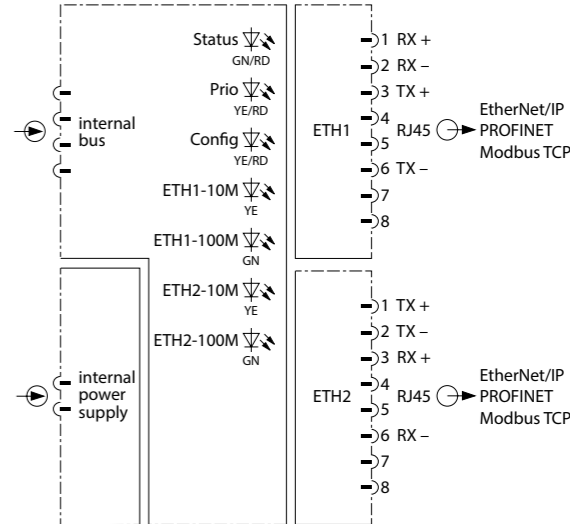 Status
GN/RD
Prio
YE/RD
Config
YE/RD
ETH1-10M
YE
ETH1-100M
GN
ETH2-10M
YE
ETH2-100M
GN
internal
bus
internal
power
supply
ETH1
1 RX +
2 RX –
3 TX +
4
5
6 TX –
7
8
RJ45
EtherNet/IP
PROFINET
Modbus TCP
ETH2
1 TX +
2 TX –
3 RX +
4
5
6 RX –
7
8
RJ45
EtherNet/IP
PROFINET
Modbus TCP